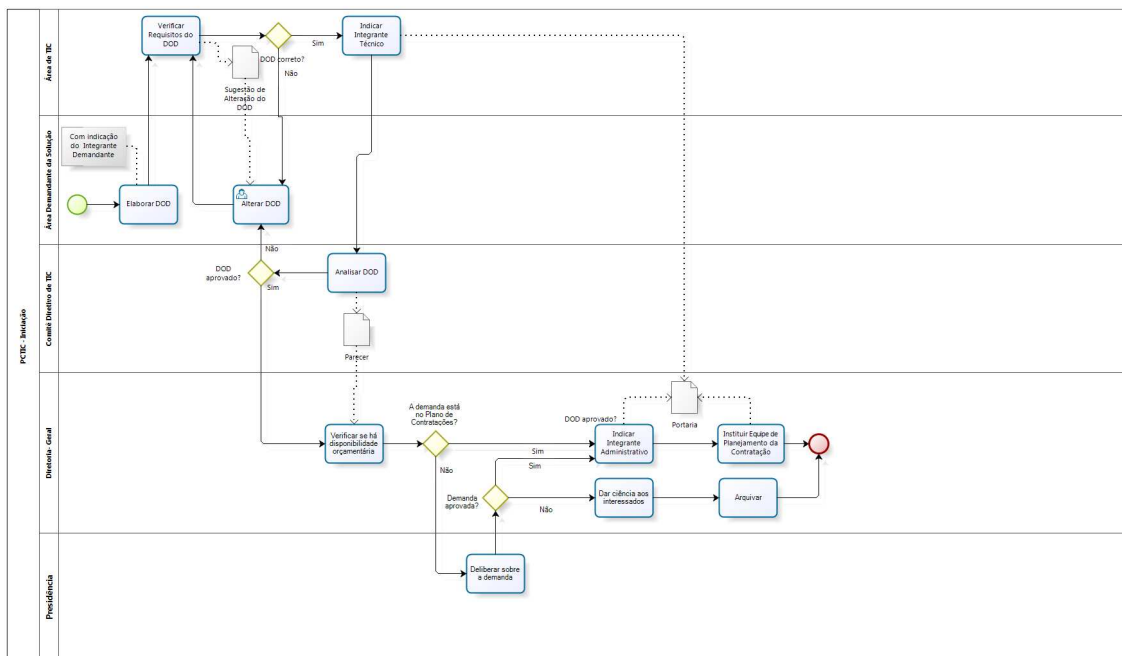 PCTIC - Iniciação
Área de TIC
Verificar
Requisitos do
DOD
DOD correto?
Sim
Não
Indicar
Integrante
Técnico
Sugestão de
Alteração do
DOD
Área Demandante da Solução
Com indicação
do Integrante
Demandante
Elaborar DOD
Alterar DOD
Comitê Diretivo de TIC
Não
DOD
aprovado?
Sim
Analisar DOD
Parecer
Diretoria- Geral
A demanda está
no Plano de
Contratações?
Verificar se há
disponibilidade
orçamentária
Sim
Não
DOD aprovado?
Indicar
Integrante
Administrativo
Portaria
Instituir Equipe de
Planejamento da
Contratação
Sim
Demanda
aprovada?
Não
Dar ciência aos
interessados
Arquivar
Presidência
Deliberar sobre
a demanda